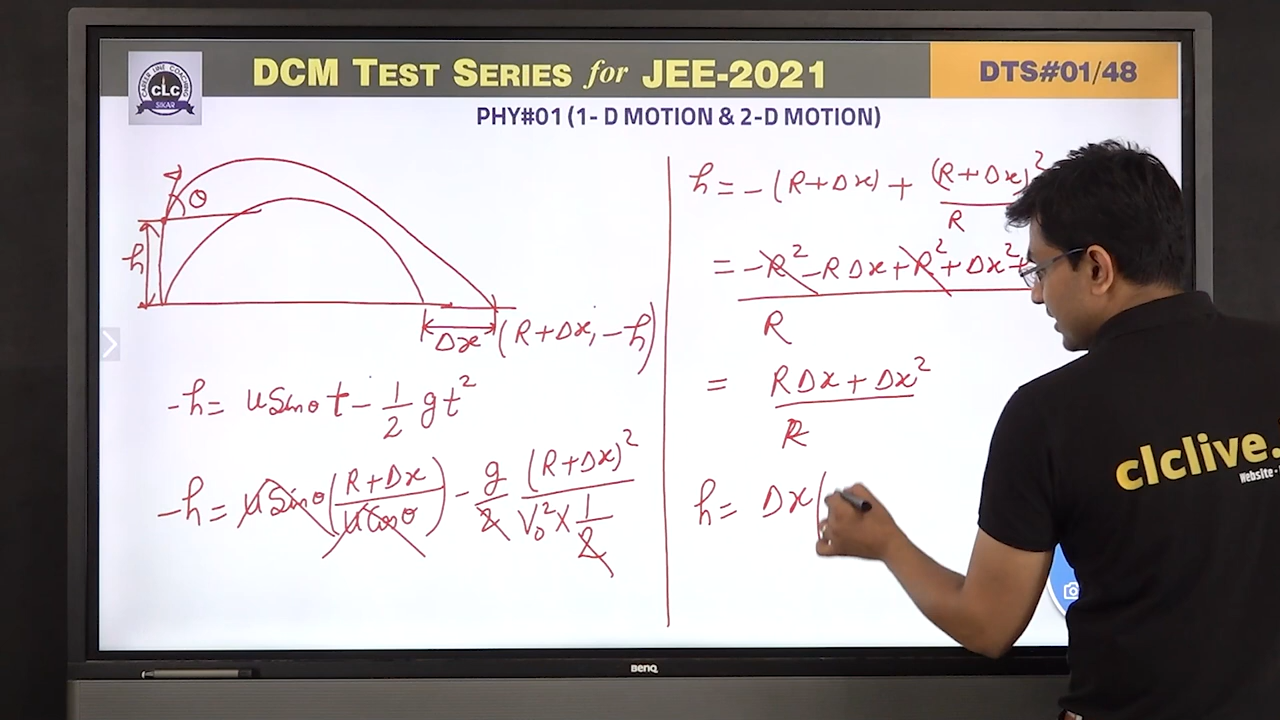 CAREER LINE COACHING
CLC
SIKAR
DCM TEST SERIES for JEE-2021
DTS#01/48
PHY#01 (1- D MOTION & 2-D MOTION)
θ
h
Δx
(R+Δx, -h)
-h = u sinθ t - 1/2 gt²
-h = u sinθ (R+Δx / u cosθ) - g/2 (R+Δx)² / V₀² × 1/2
h = -(R+Δx) + (R+Δx)² / R
= -R² - RΔx + R² + Δx² + / R
= RΔx + Δx² / R
h = Δx(
clclive.
Website-
BENQ